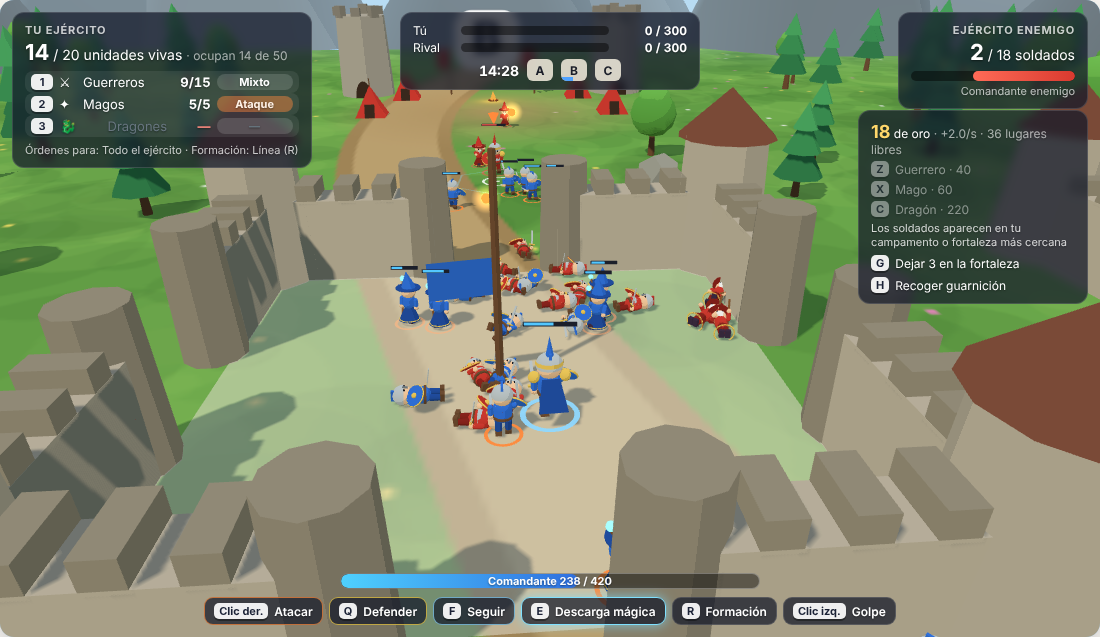 TU EJÉRCITO
14 / 20 unidades vivas · ocupan 14 de 50
1 Guerreros 9/15 Mixto
2 Magos 5/5 Ataque
3 Dragones — —
Órdenes para: Todo el ejército · Formación: Línea (R)
Tú 0 / 300
Rival 0 / 300
14:28 A B C
EJÉRCITO ENEMIGO
2 / 18 soldados
Comandante enemigo
18 de oro · +2.0/s · 36 lugares
libres
Z Guerrero · 40
X Mago · 60
C Dragón · 220
Los soldados aparecen en tu
campamento o fortaleza más cercana
G Dejar 3 en la fortaleza
H Recoger guarnición
Comandante 238 / 420
Clic der. Atacar Q Defender F Seguir E Descarga mágica R Formación Clic izq. Golpe